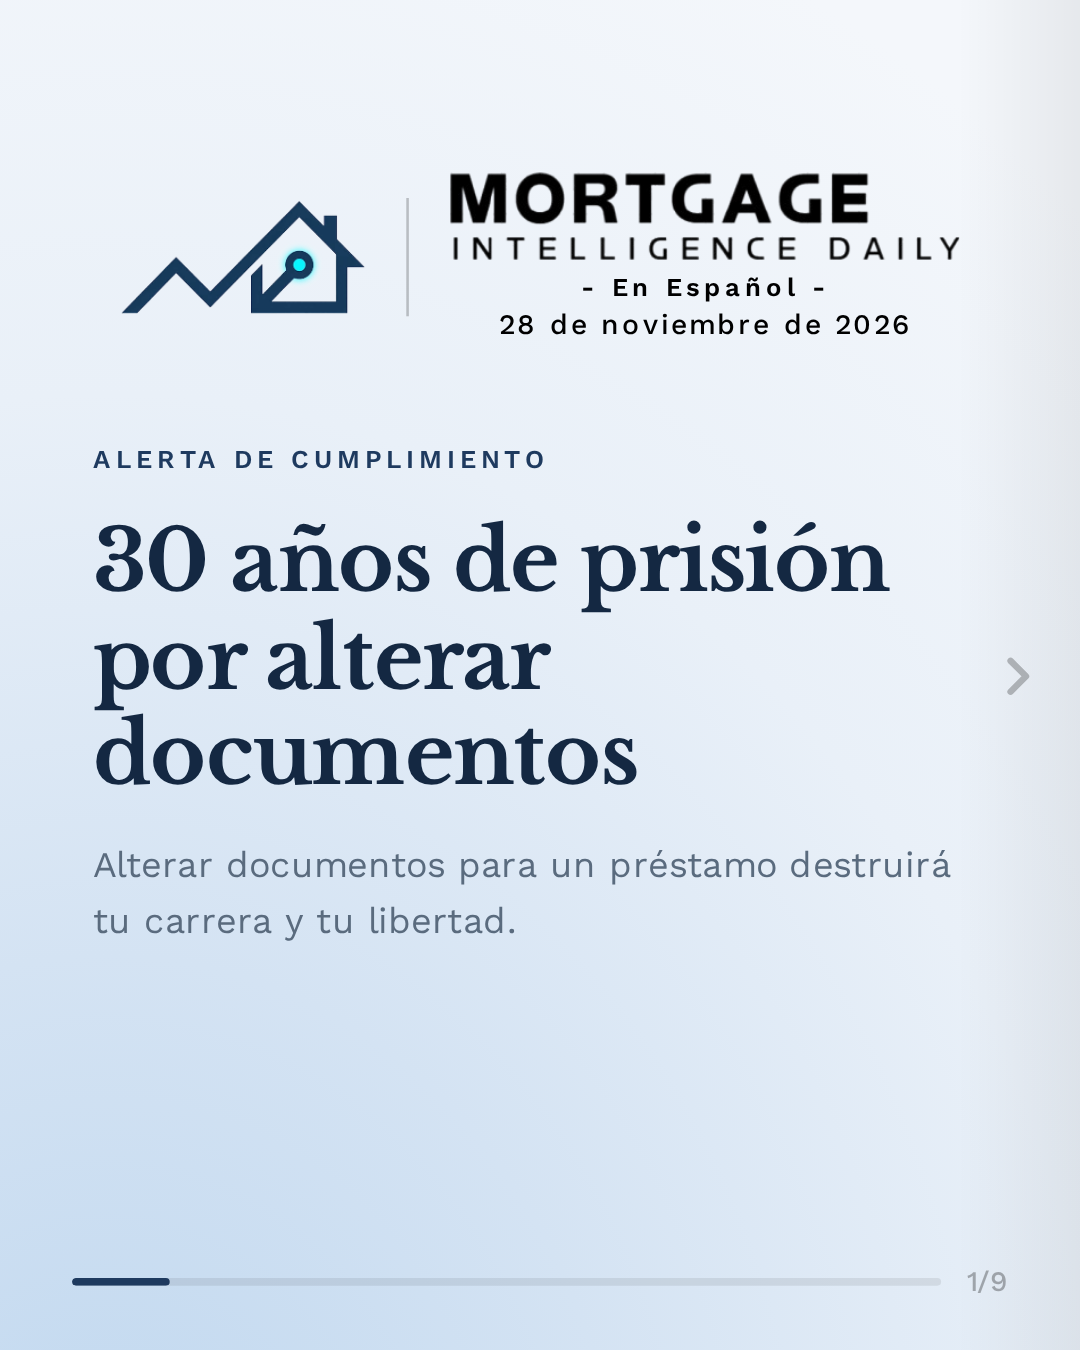 MORTGAGE
INTELLIGENCE DAILY
- En Español -
28 de noviembre de 2026
ALERTA DE CUMPLIMIENTO
30 años de prisión
por alterar
documentos
Alterar documentos para un préstamo destruirá
tu carrera y tu libertad.
1/9